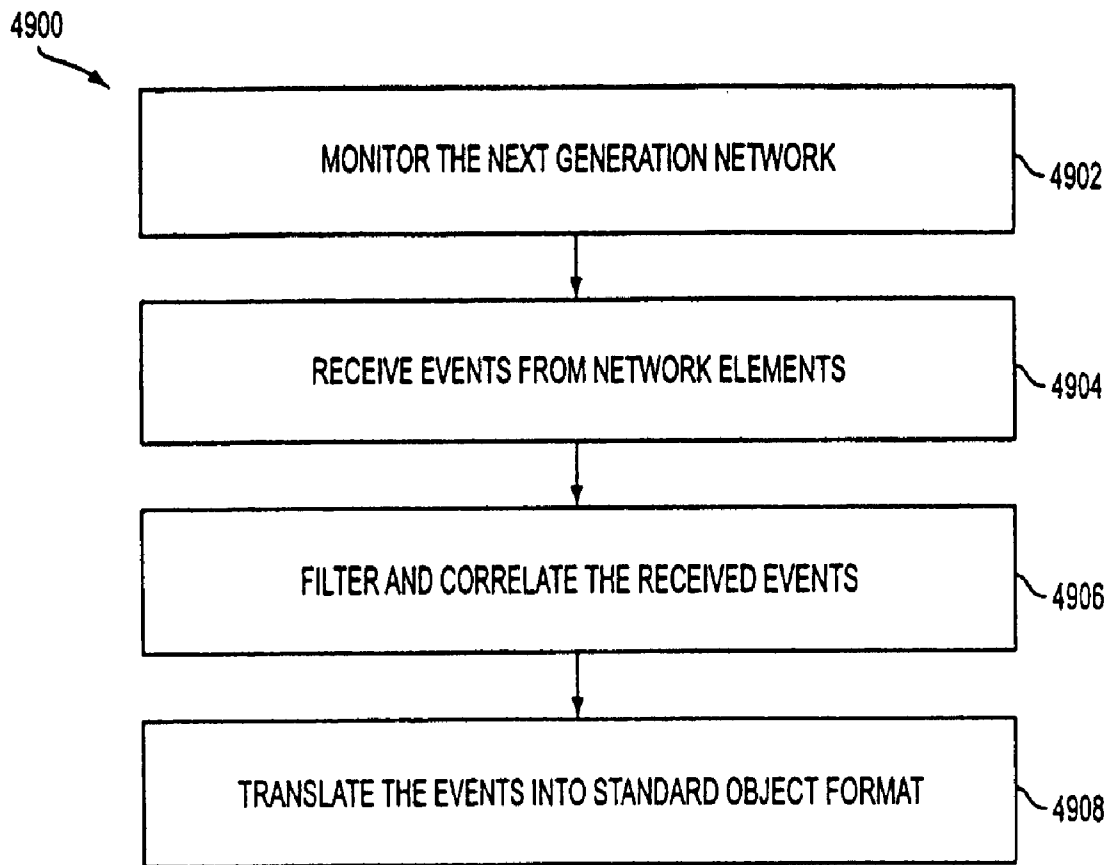 4900
MONITOR THE NEXT GENERATION NETWORK
4902
RECEIVE EVENTS FROM NETWORK ELEMENTS
4904
FILTER AND CORRELATE THE RECEIVED EVENTS
4906
TRANSLATE THE EVENTS INTO STANDARD OBJECT FORMAT
4908